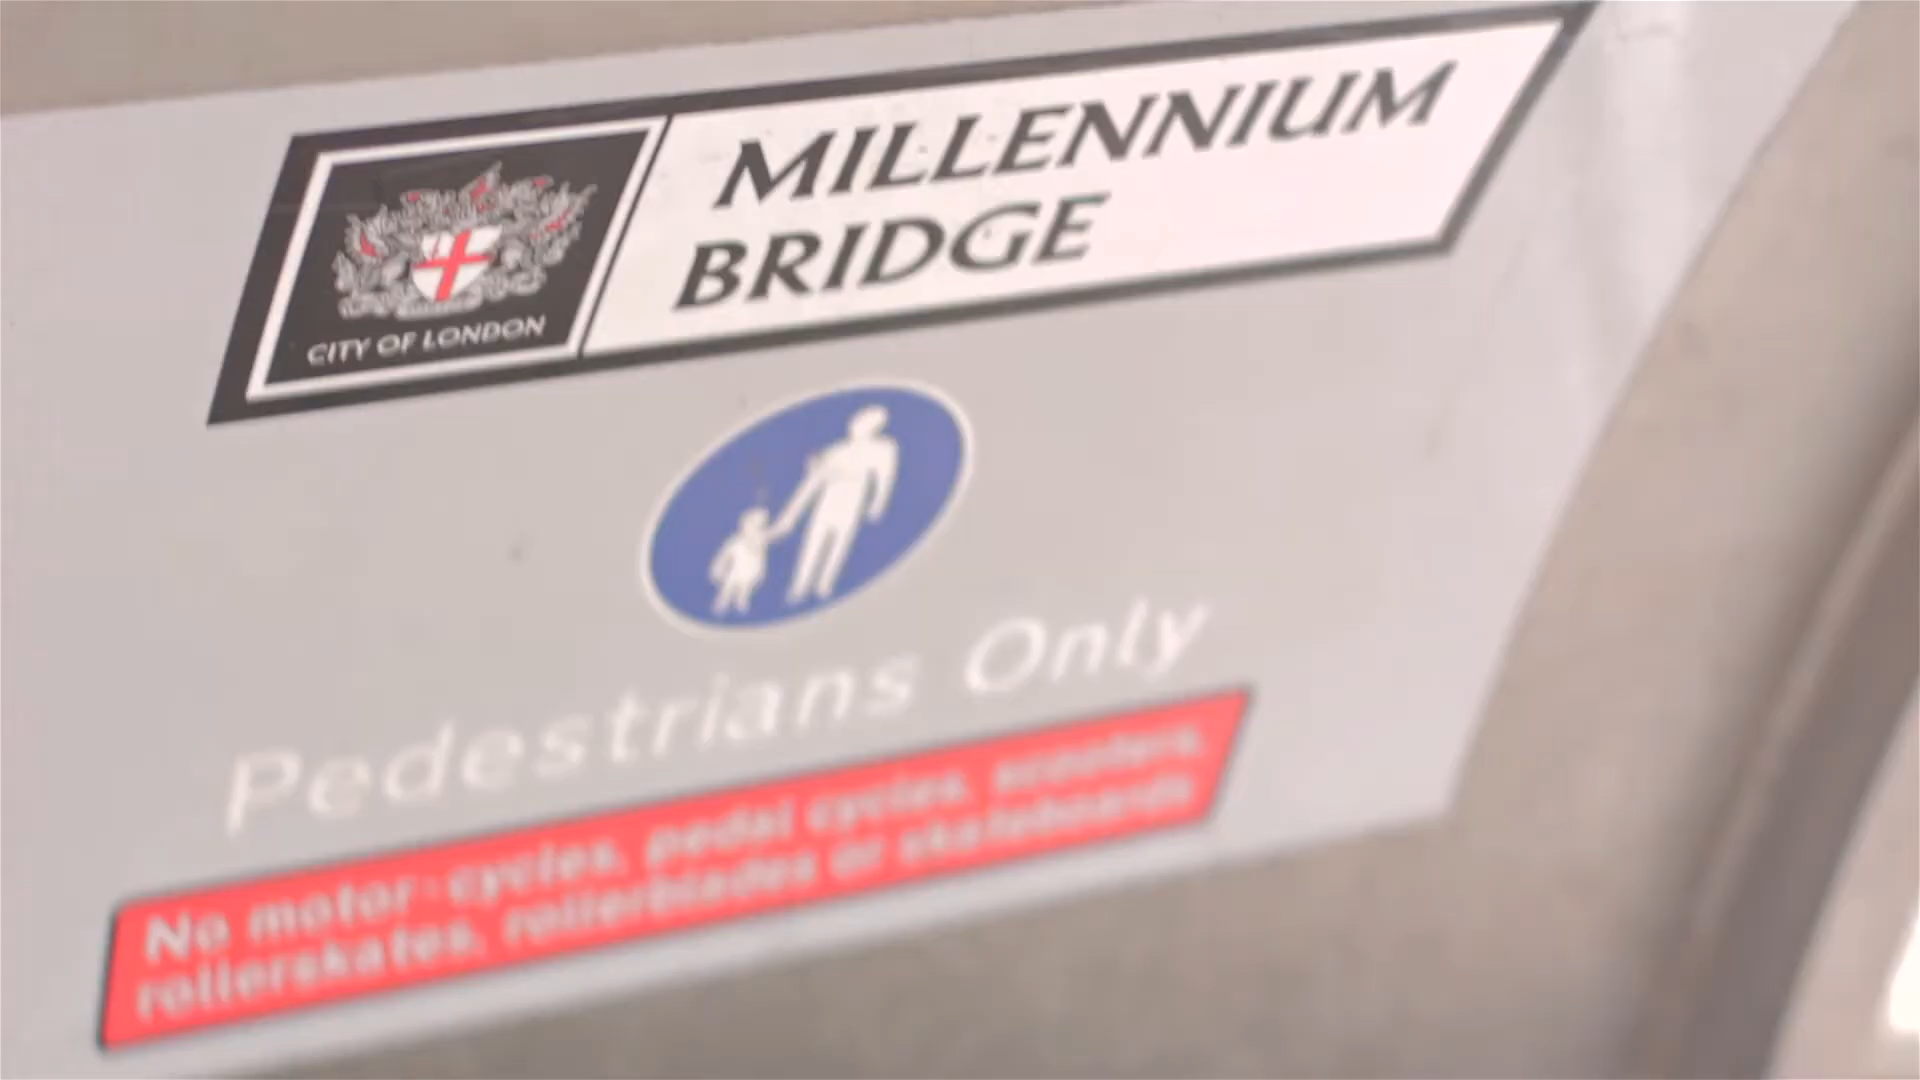 MILLENNIUM
BRIDGE
CITY OF LONDON
Pedestrians Only
No motor-cycles, pedal cycles, scooters,
rollerskates, rollerblades or skateboards